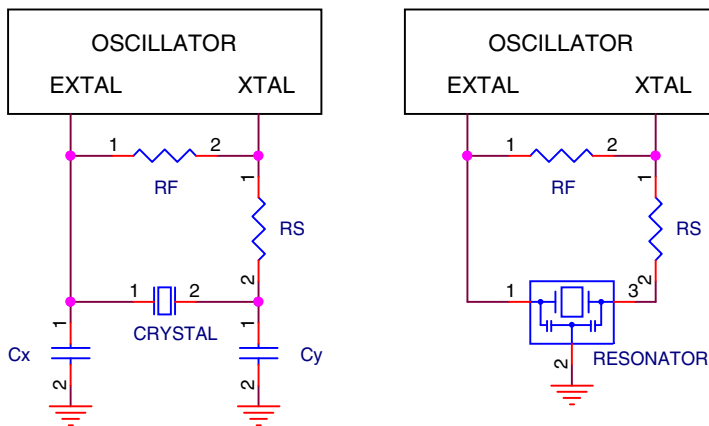 OSCILLATOR
EXTAL XTAL
1 2
RF
1
RS
2
1 2
CRYSTAL
1 1
Cx Cy
2 2
OSCILLATOR
EXTAL XTAL
1 2
RF
1
RS
2
1 3
RESONATOR
2